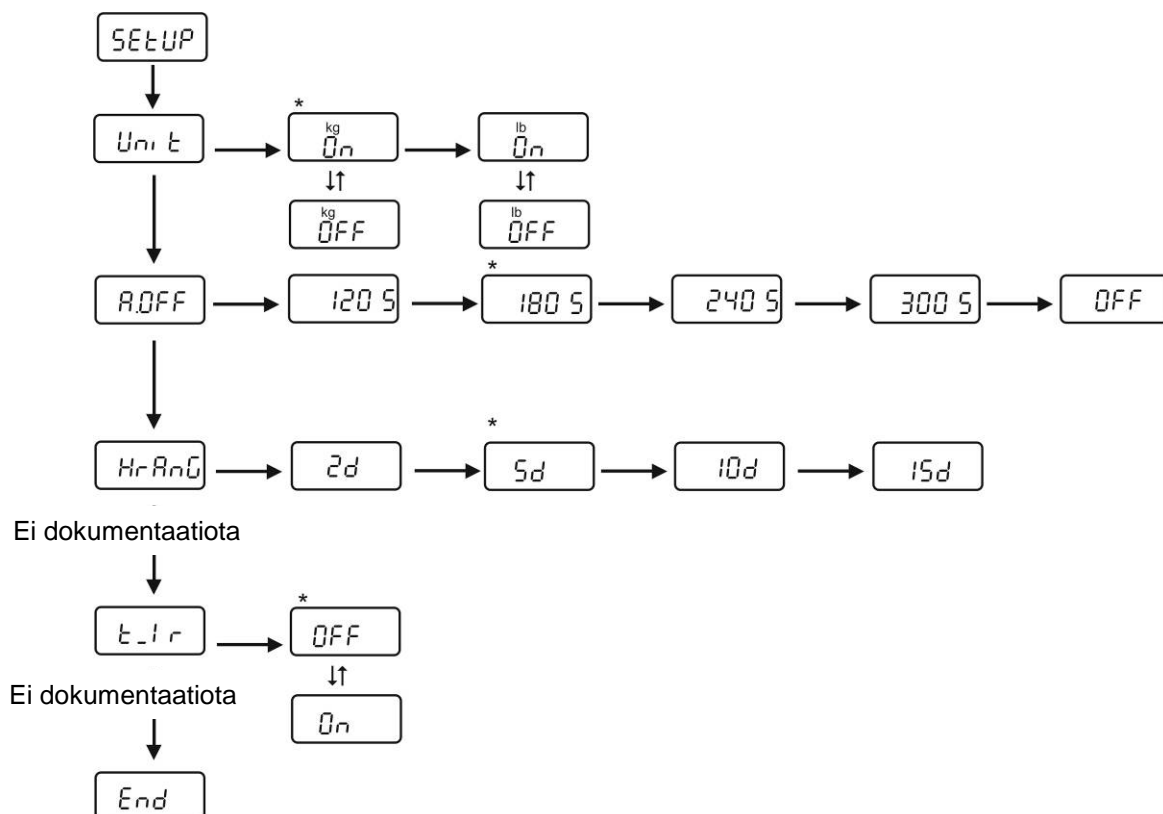 SEtUP
*
Unit
kg
On
lb
On
↓↑
↓↑
kg
OFF
lb
OFF
*
A.OFF
120 S
180 S
240 S
300 S
OFF
*
HrAnG
2d
5d
10d
15d
Ei dokumentaatiota
*
t_Ir
OFF
↓↑
Ei dokumentaatiota
On
End